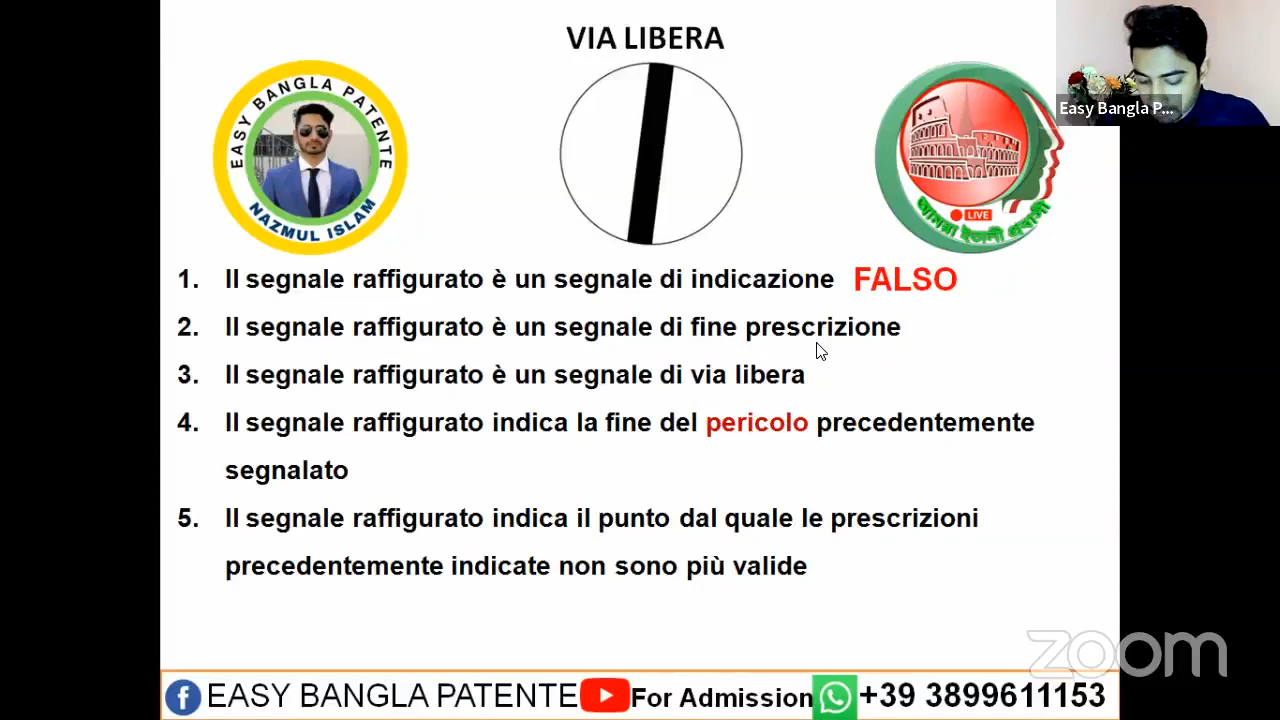 VIA LIBERA
EASY BANGLA PATENTE
NAZMUL ISLAM
LIVE
আমরা ইতালী প্রবাসী
Easy Bangla P...
1. Il segnale raffigurato è un segnale di indicazione FALSO
2. Il segnale raffigurato è un segnale di fine prescrizione
3. Il segnale raffigurato è un segnale di via libera
4. Il segnale raffigurato indica la fine del pericolo precedentemente
segnalato
5. Il segnale raffigurato indica il punto dal quale le prescrizioni
precedentemente indicate non sono più valide
zoom
EASY BANGLA PATENTE For Admission +39 3899611153